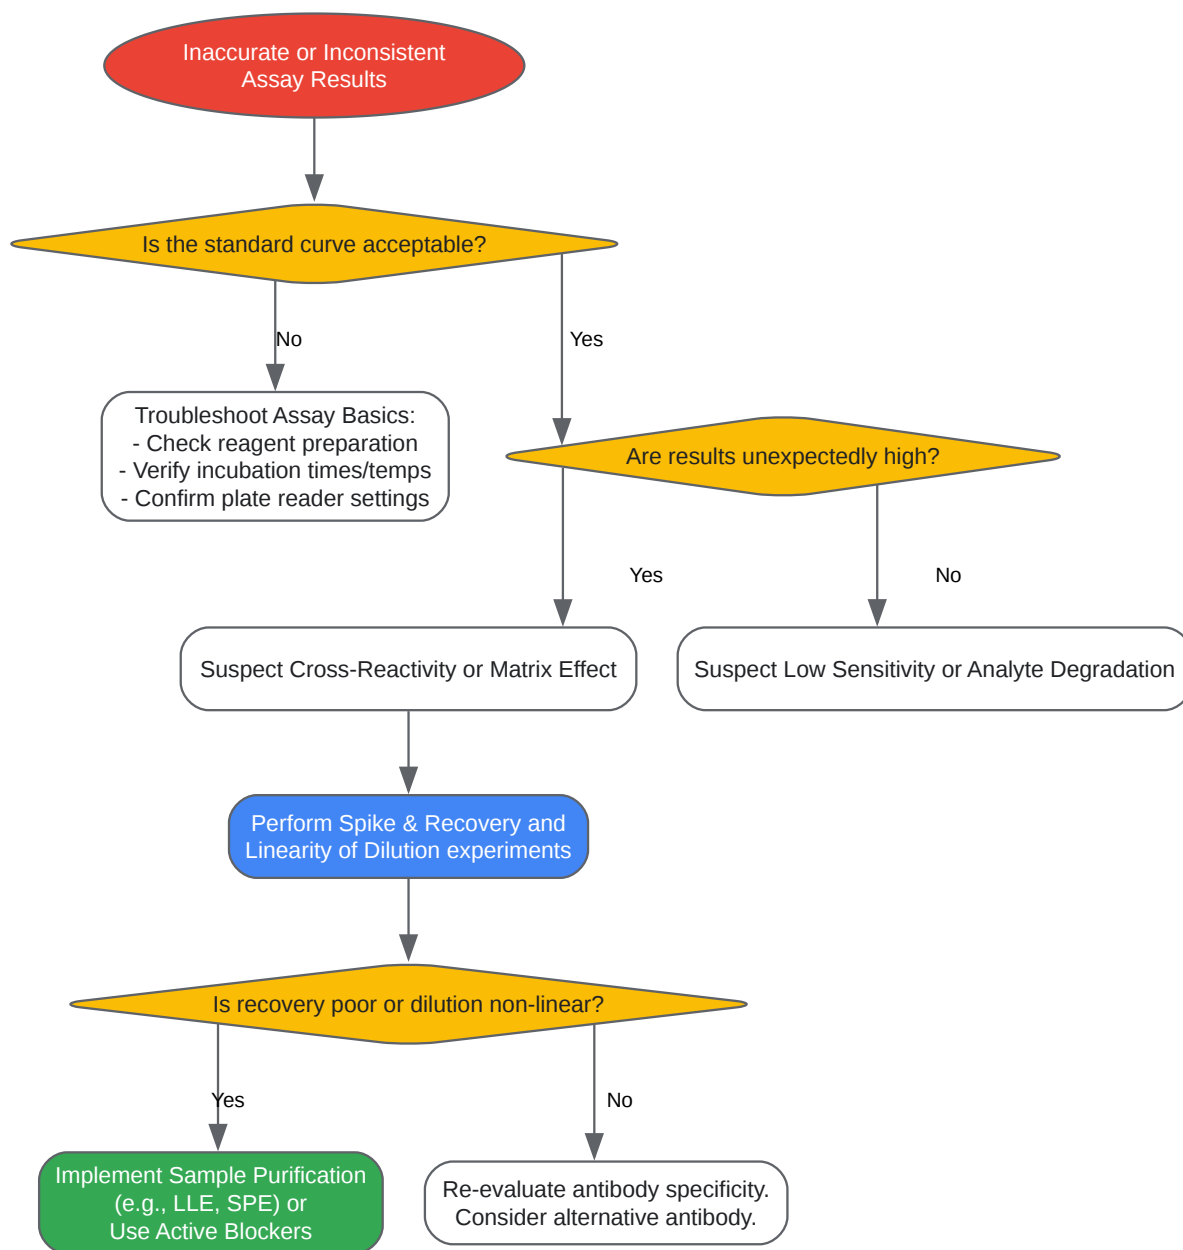 Inaccurate or Inconsistent
Assay Results
Is the standard curve acceptable?
No
Yes
Troubleshoot Assay Basics:
- Check reagent preparation
- Verify incubation times/temps
- Confirm plate reader settings
Are results unexpectedly high?
Yes
No
Suspect Cross-Reactivity or Matrix Effect
Suspect Low Sensitivity or Analyte Degradation
Perform Spike & Recovery and
Linearity of Dilution experiments
Is recovery poor or dilution non-linear?
Yes
No
Implement Sample Purification
(e.g., LLE, SPE) or
Use Active Blockers
Re-evaluate antibody specificity.
Consider alternative antibody.